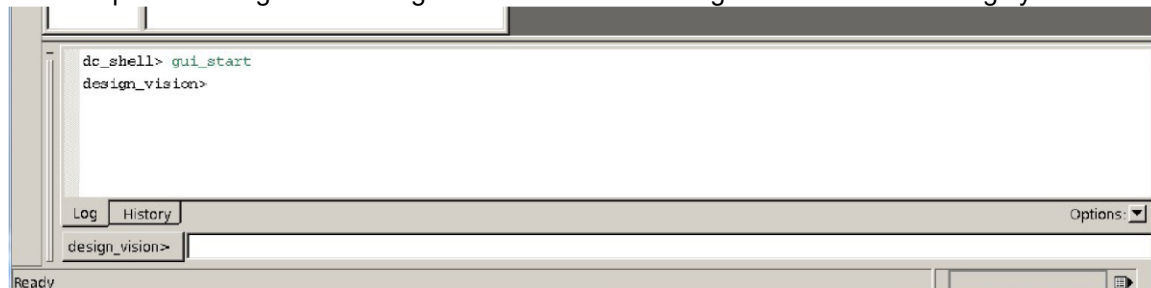 dc_shell> gui_start
design_vision>
Log History Options:
design_vision>
Ready